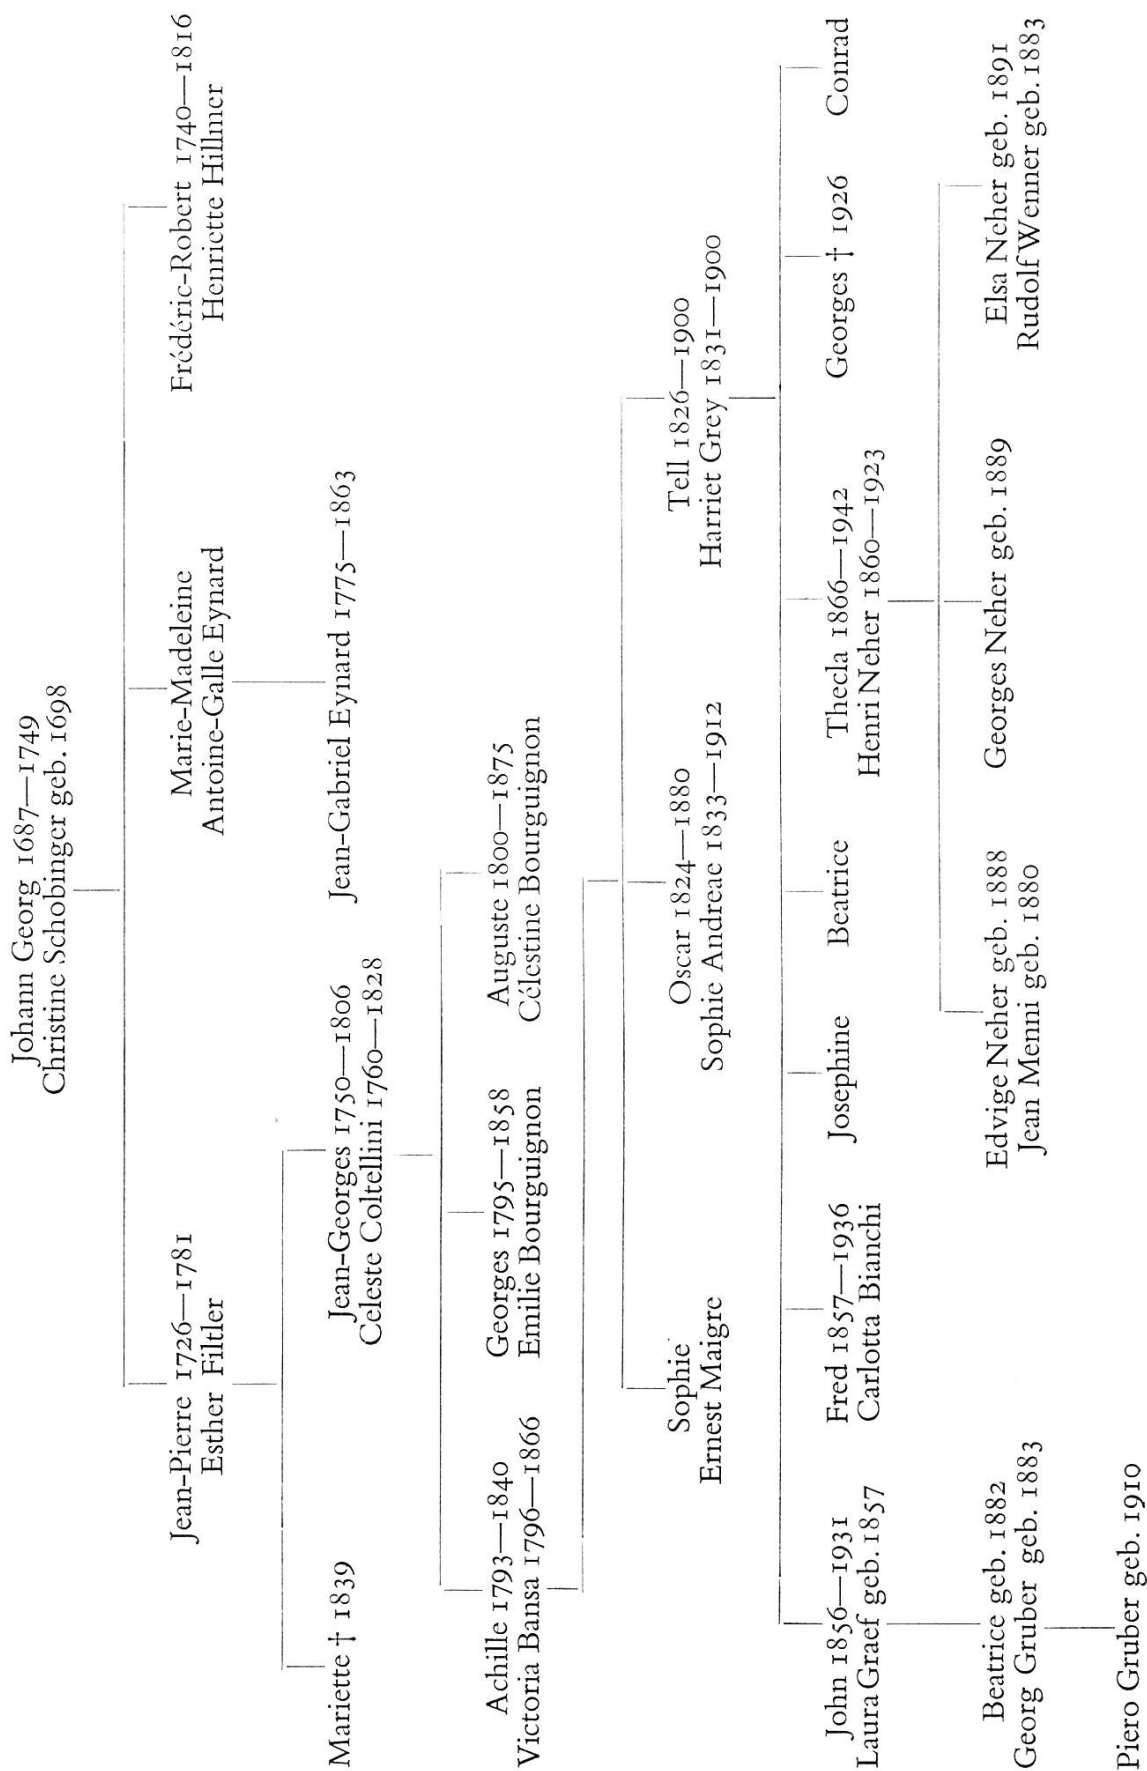 Johann Georg 1687—1749
Christine Schobinger geb. 1698
Jean-Pierre 1726—1781
Esther Filtler
Marie-Madeleine
Antoine-Galle Eynard
Frédéric-Robert 1740—1816
Henriette Hillmer
Mariette † 1839
Jean-Georges 1750—1806
Celeste Coltellini 1760—1828
Jean-Gabriel Eynard 1775—1863
Achille 1793—1840
Victoria Bansa 1796—1866
Georges 1795—1858
Emilie Bourguignon
Auguste 1800—1875
Célestine Bourguignon
Sophie
Ernest Maigre
Oscar 1824—1880
Sophie Andreae 1833—1912
Tell 1826—1900
Harriet Grey 1831—1900
John 1856—1931
Laura Graef geb. 1857
Fred 1857—1936
Carlotta Bianchi
Josephine
Beatrice
Thecla 1866—1942
Henri Neher 1860—1923
Georges † 1926
Conrad
Beatrice geb. 1882
Georg Gruber geb. 1883
Edvige Neher geb. 1888
Jean Menni geb. 1880
Georges Neher geb. 1889
Elsa Neher geb. 1891
Rudolf Wenner geb. 1883
Piero Gruber geb. 1910